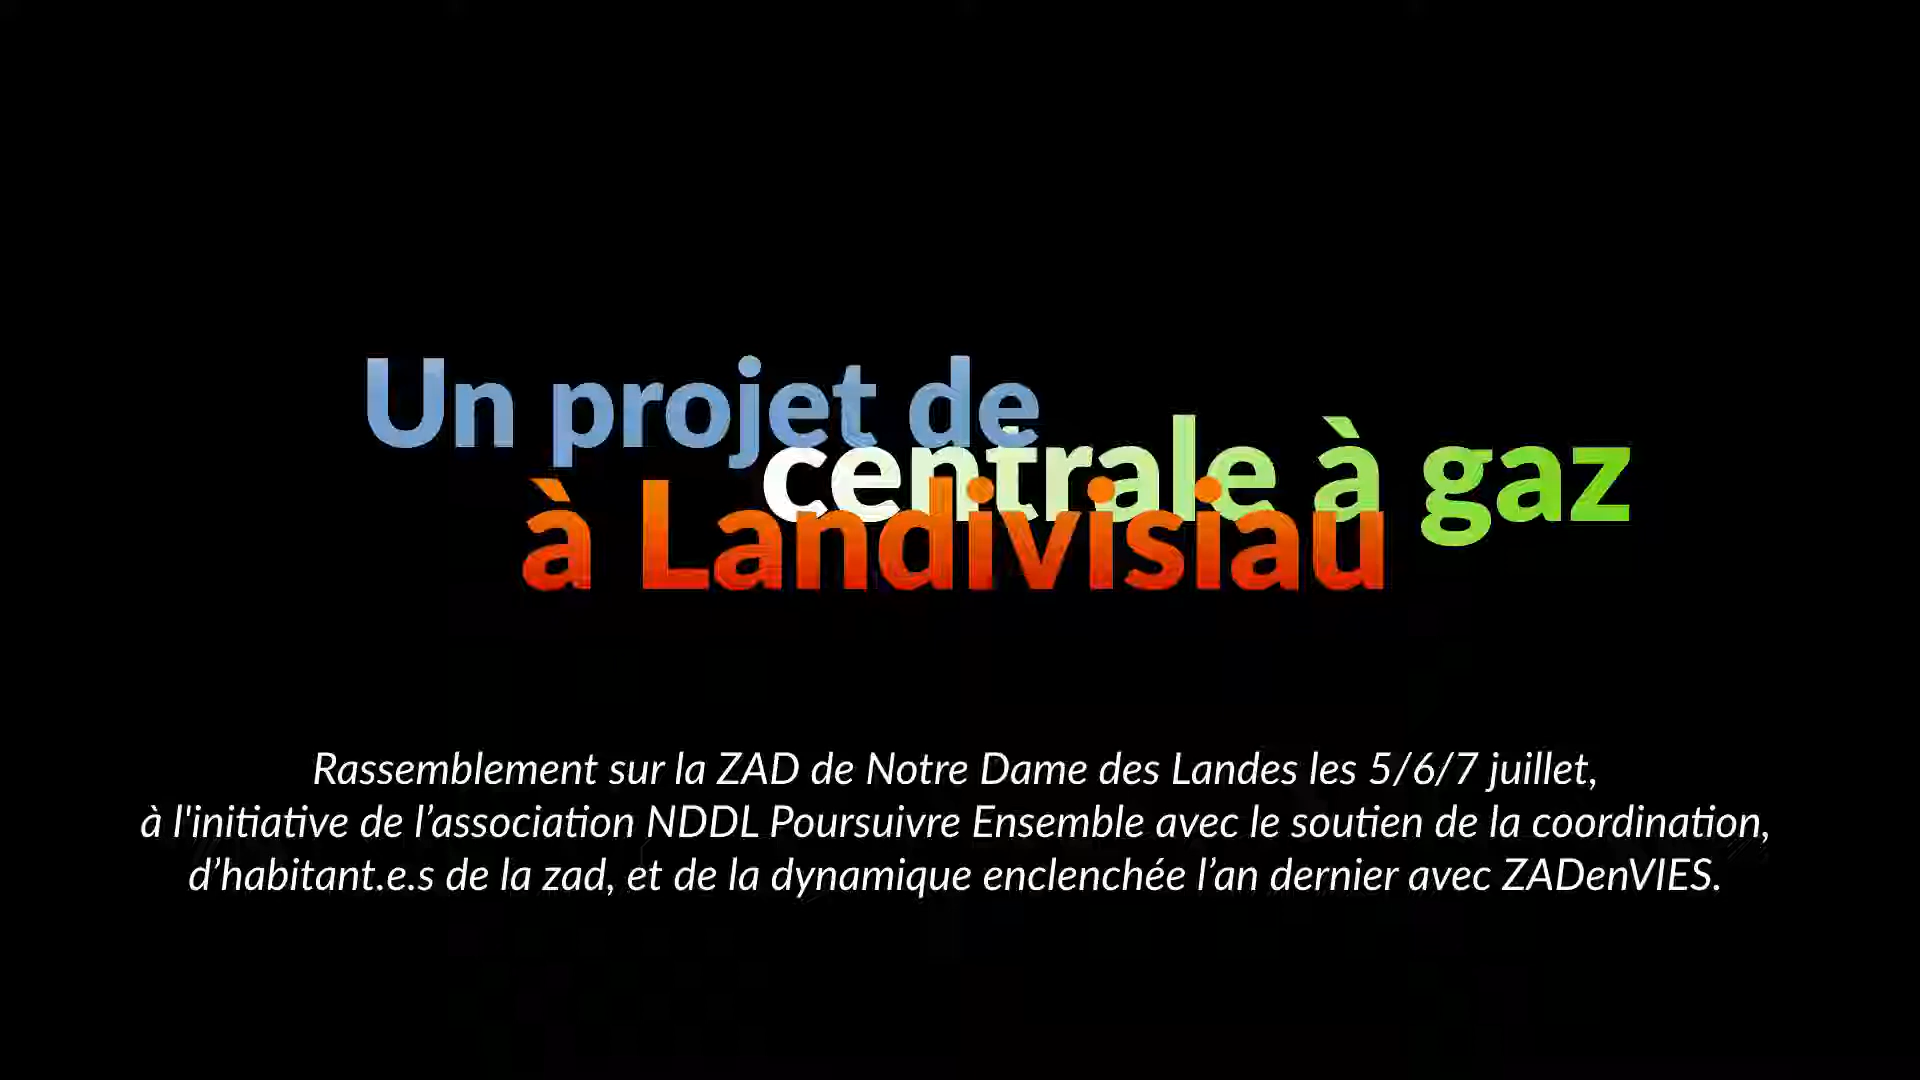 Un projet de
centrale à gaz
à Landivisiau
Rassemblement sur la ZAD de Notre Dame des Landes les 5/6/7 juillet,
à l'initiative de l’association NDDL Poursuivre Ensemble avec le soutien de la coordination,
d’habitant.e.s de la zad, et de la dynamique enclenchée l’an dernier avec ZADenVIES.